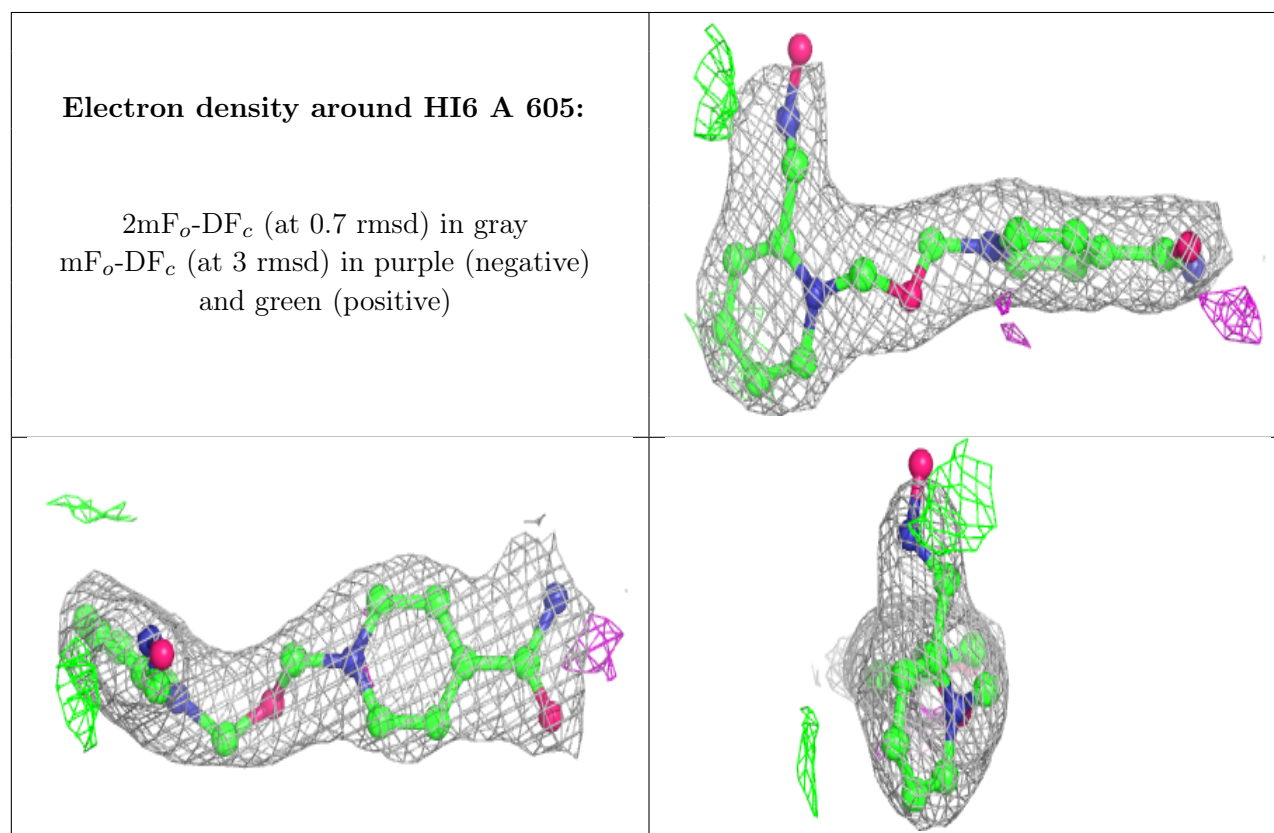 Electron density around HI6 A 605:
2mFₒ-DF𝒸 (at 0.7 rmsd) in gray
mFₒ-DF𝒸 (at 3 rmsd) in purple (negative)
and green (positive)